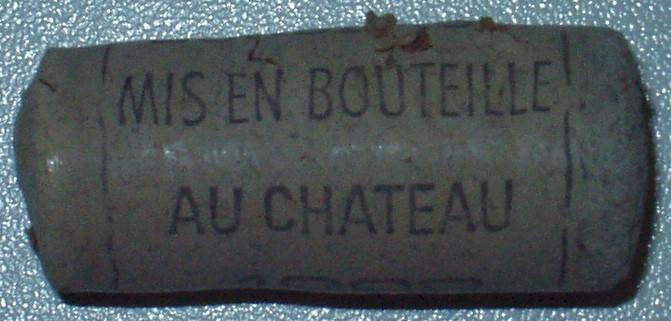 MIS EN BOUTEILLE
AU CHATEAU